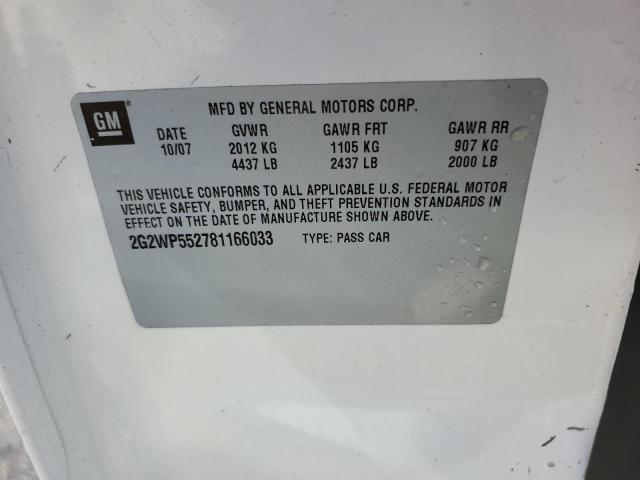 GM
MFD BY GENERAL MOTORS CORP.
DATE GVWR GAWR FRT GAWR RR
10/07 2012 KG 1105 KG 907 KG
4437 LB 2437 LB 2000 LB
THIS VEHICLE CONFORMS TO ALL APPLICABLE U.S. FEDERAL MOTOR
VEHICLE SAFETY, BUMPER, AND THEFT PREVENTION STANDARDS IN
EFFECT ON THE DATE OF MANUFACTURE SHOWN ABOVE.
2G2WP552781166033 TYPE: PASS CAR